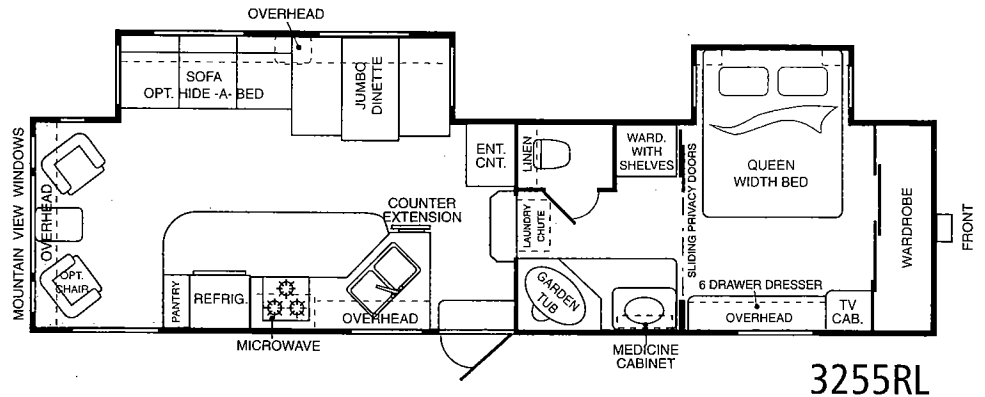 OVERHEAD
SOFA
OPT. HIDE -A- BED
JUMBO
DINETTE
MOUNTAIN VIEW WINDOWS
OVERHEAD
OPT.
CHAIR
ENT.
CNT.
LINEN
WARD.
WITH
SHELVES
SLIDING PRIVACY DOORS
QUEEN
WIDTH BED
WARDROBE
FRONT
COUNTER
EXTENSION
LAUNDRY
CHUTE
PANTRY
REFRIG.
OVERHEAD
MICROWAVE
GARDEN
TUB
6 DRAWER DRESSER
OVERHEAD
TV
CAB.
MEDICINE
CABINET
3255RL